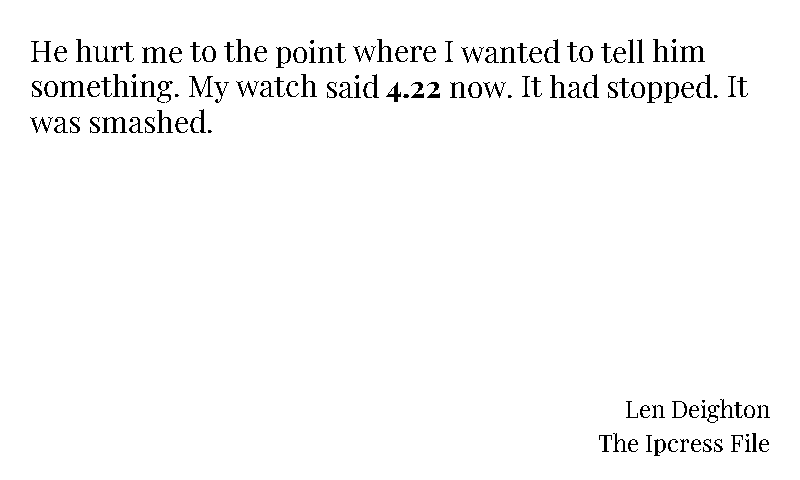 He hurt me to the point where I wanted to tell him
something. My watch said 4.22 now. It had stopped. It
was smashed.
Len Deighton
The Ipcress File